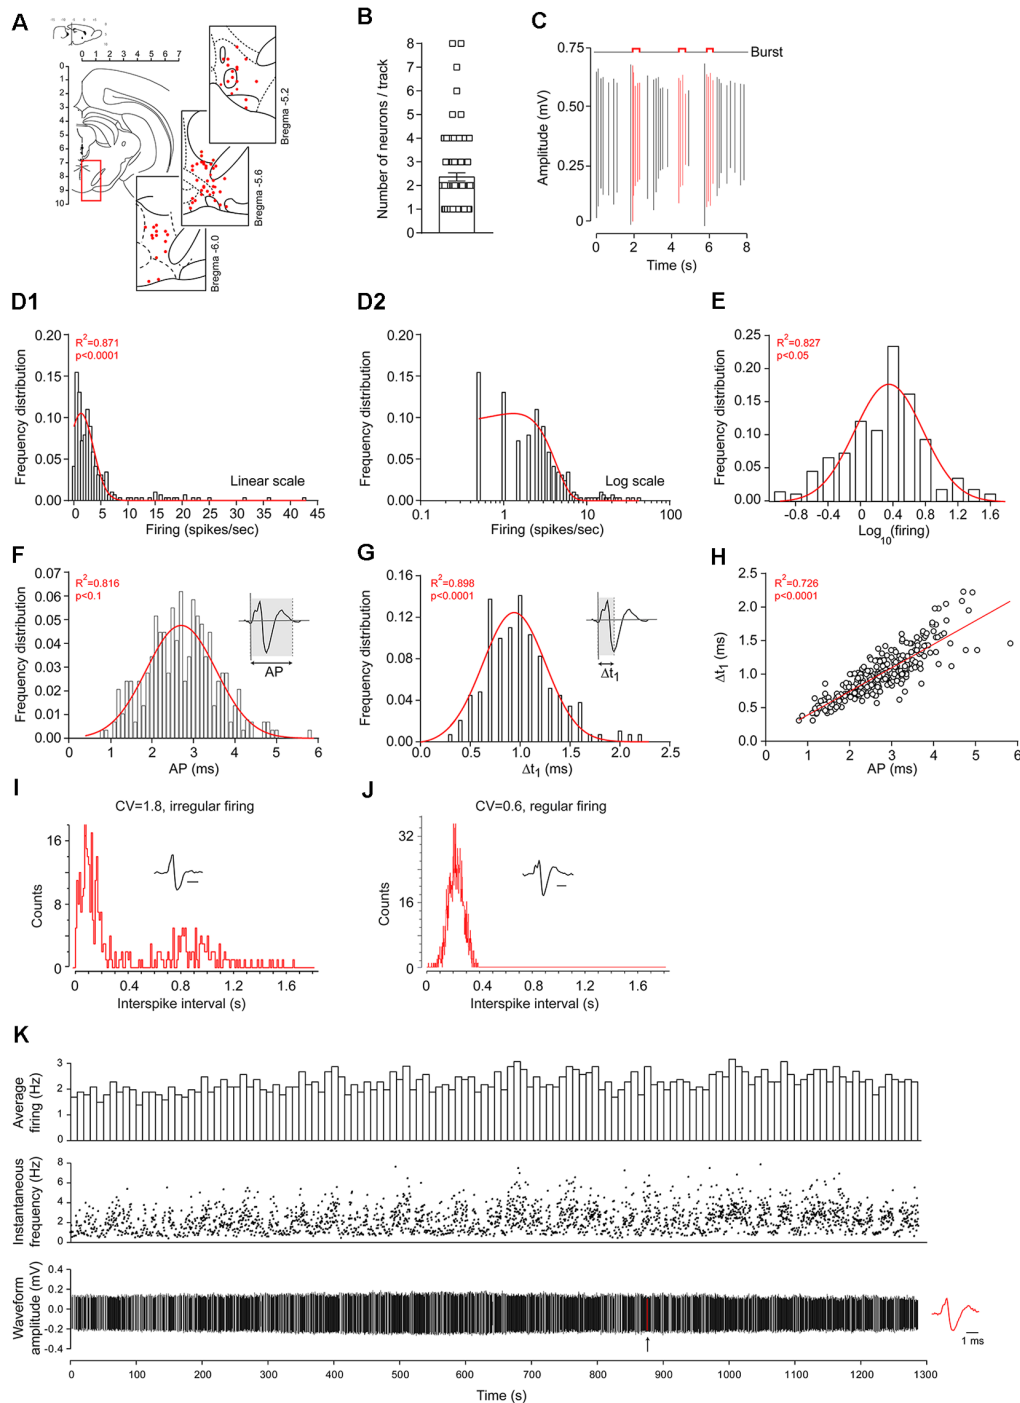 A
0 1 2 3 4 5 6 7
0
1
2
3
4
5
6
7
8
9
10
Bregma -5.2
Bregma -5.6
Bregma -6.0
B
Number of neurons / track
8
7
6
5
4
3
2
1
0
C
Burst
Amplitude (mV)
0.75
0.50
0.25
0
0 2 4 6 8
Time (s)
D1
R²=0.871
p<0.0001
Frequency distribution
0.20
0.15
0.10
0.05
0.00
Linear scale
0 5 10 15 20 25 30 35 40 45
Firing (spikes/sec)
D2
Frequency distribution
0.20
0.15
0.10
0.05
0.00
Log scale
0.1 1 10 100
Firing (spikes/sec)
E
R²=0.827
p<0.05
Frequency distribution
0.25
0.20
0.15
0.10
0.05
0.00
-0.8 -0.4 0 0.4 0.8 1.2 1.6
Log₁₀(firing)
F
R²=0.816
p<0.1
Frequency distribution
0.07
0.06
0.05
0.04
0.03
0.02
0.01
0.00
AP
0 1 2 3 4 5 6
AP (ms)
G
R²=0.898
p<0.0001
Frequency distribution
0.16
0.12
0.08
0.04
0.00
Δt₁
0.0 0.5 1.0 1.5 2.0 2.5
Δt₁ (ms)
H
R²=0.726
p<0.0001
Δt₁ (ms)
2.5
2.0
1.5
1.0
0.5
0.0
0 1 2 3 4 5 6
AP (ms)
I
CV=1.8, irregular firing
Counts
16
8
0
0 0.4 0.8 1.2 1.6
Interspike interval (s)
J
CV=0.6, regular firing
Counts
32
16
0
0 0.4 0.8 1.2 1.6
Interspike interval (s)
K
Average
firing (Hz)
3
2
1
0
Instantaneous
frequency (Hz)
8
6
4
2
0
Waveform
amplitude (mV)
0.4
0.2
0.0
-0.2
-0.4
1 ms
0 100 200 300 400 500 600 700 800 900 1000 1100 1200 1300
Time (s)